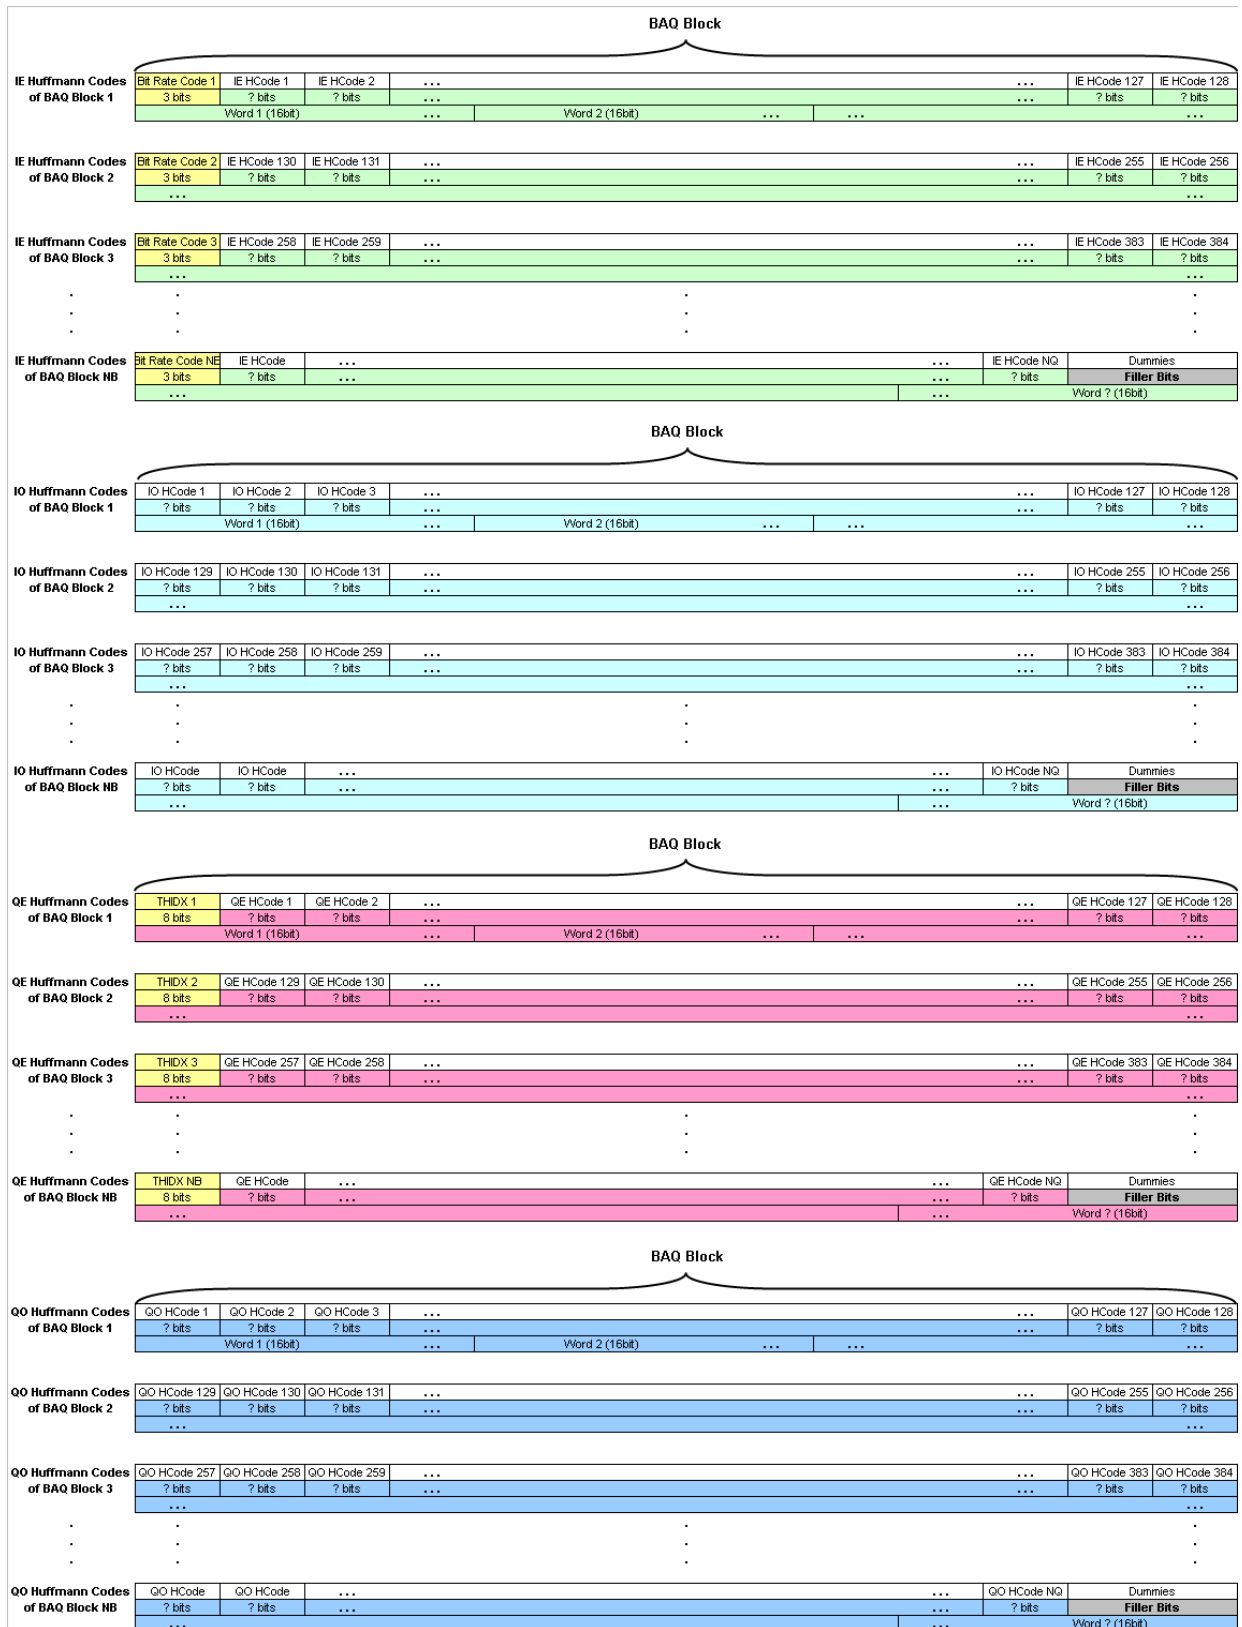 BAQ Block
IE Huffmann Codes of BAQ Block 1
Bit Rate Code 1 IE HCode 1 IE HCode 2 ... ... IE HCode 127 IE HCode 128
3 bits ? bits ? bits ... ... ? bits ? bits
Word 1 (16bit) ... Word 2 (16bit) ... ... ...
IE Huffmann Codes of BAQ Block 2
Bit Rate Code 2 IE HCode 130 IE HCode 131 ... ... IE HCode 255 IE HCode 256
3 bits ? bits ? bits ... ... ? bits ? bits
... ...
IE Huffmann Codes of BAQ Block 3
Bit Rate Code 3 IE HCode 258 IE HCode 259 ... ... IE HCode 383 IE HCode 384
3 bits ? bits ? bits ... ... ? bits ? bits
... ...
. . . .
. . . .
. . . .
IE Huffmann Codes of BAQ Block NB
Bit Rate Code NB IE HCode ... ... IE HCode NQ Dummies
3 bits ? bits ... ... ? bits Filler Bits
... ... Word ? (16bit)
BAQ Block
IO Huffmann Codes of BAQ Block 1
IO HCode 1 IO HCode 2 IO HCode 3 ... ... IO HCode 127 IO HCode 128
? bits ? bits ? bits ... ... ? bits ? bits
Word 1 (16bit) ... Word 2 (16bit) ... ... ...
IO Huffmann Codes of BAQ Block 2
IO HCode 129 IO HCode 130 IO HCode 131 ... ... IO HCode 255 IO HCode 256
? bits ? bits ? bits ... ... ? bits ? bits
... ...
IO Huffmann Codes of BAQ Block 3
IO HCode 257 IO HCode 258 IO HCode 259 ... ... IO HCode 383 IO HCode 384
? bits ? bits ? bits ... ... ? bits ? bits
... ...
. . . .
. . . .
. . . .
IO Huffmann Codes of BAQ Block NB
IO HCode IO HCode ... ... IO HCode NQ Dummies
? bits ? bits ... ... ? bits Filler Bits
... ... Word ? (16bit)
BAQ Block
QE Huffmann Codes of BAQ Block 1
THIDX 1 QE HCode 1 QE HCode 2 ... ... QE HCode 127 QE HCode 128
8 bits ? bits ? bits ... ... ? bits ? bits
Word 1 (16bit) ... Word 2 (16bit) ... ... ...
QE Huffmann Codes of BAQ Block 2
THIDX 2 QE HCode 129 QE HCode 130 ... ... QE HCode 255 QE HCode 256
8 bits ? bits ? bits ... ... ? bits ? bits
... ...
QE Huffmann Codes of BAQ Block 3
THIDX 3 QE HCode 257 QE HCode 258 ... ... QE HCode 383 QE HCode 384
8 bits ? bits ? bits ... ... ? bits ? bits
... ...
. . . .
. . . .
. . . .
QE Huffmann Codes of BAQ Block NB
THIDX NB QE HCode ... ... QE HCode NQ Dummies
8 bits ? bits ... ... ? bits Filler Bits
... ... Word ? (16bit)
BAQ Block
QO Huffmann Codes of BAQ Block 1
QO HCode 1 QO HCode 2 QO HCode 3 ... ... QO HCode 127 QO HCode 128
? bits ? bits ? bits ... ... ? bits ? bits
Word 1 (16bit) ... Word 2 (16bit) ... ... ...
QO Huffmann Codes of BAQ Block 2
QO HCode 129 QO HCode 130 QO HCode 131 ... ... QO HCode 255 QO HCode 256
? bits ? bits ? bits ... ... ? bits ? bits
... ...
QO Huffmann Codes of BAQ Block 3
QO HCode 257 QO HCode 258 QO HCode 259 ... ... QO HCode 383 QO HCode 384
? bits ? bits ? bits ... ... ? bits ? bits
... ...
. . . .
. . . .
. . . .
QO Huffmann Codes of BAQ Block NB
QO HCode QO HCode ... ... QO HCode NQ Dummies
? bits ? bits ... ... ? bits Filler Bits
... ... Word ? (16bit)